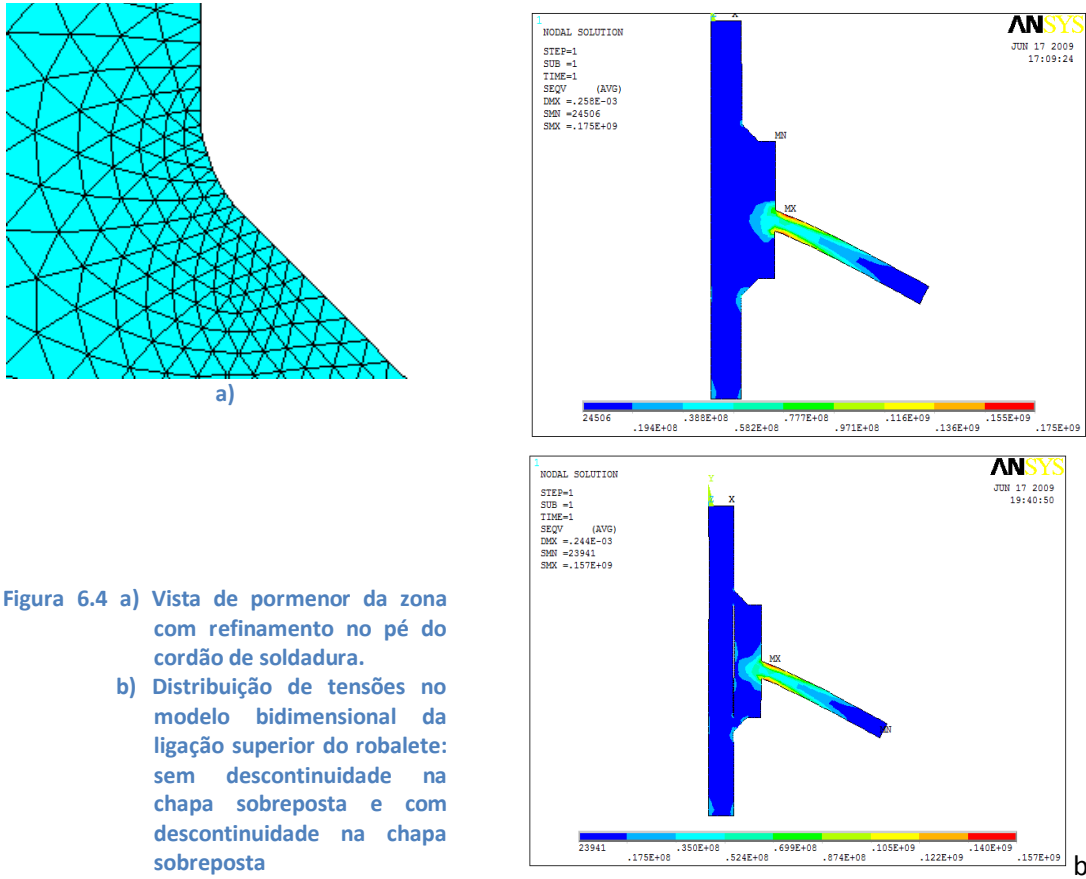 a)
1
X
NODAL SOLUTION
STEP=1
SUB =1
TIME=1
SEQV (AVG)
DMX =.258E-03
SMN =24506
SMX =.175E+09
ANSYS
JUN 17 2009
17:09:24
MN
MX
24506 .388E+08 .777E+08 .116E+09 .155E+09
.194E+08 .582E+08 .971E+08 .136E+09 .175E+09
1
NODAL SOLUTION
STEP=1
SUB =1
TIME=1
SEQV (AVG)
DMX =.244E-03
SMN =23941
SMX =.157E+09
ANSYS
JUN 17 2009
19:40:50
Y
X
MX
MN
23941 .350E+08 .699E+08 .105E+09 .140E+09
.175E+08 .524E+08 .874E+08 .122E+09 .157E+09
b
Figura 6.4 a) Vista de pormenor da zona
com refinamento no pé do
cordão de soldadura.
b) Distribuição de tensões no
modelo bidimensional da
ligação superior do robalete:
sem descontinuidade na
chapa sobreposta e com
descontinuidade na chapa
sobreposta